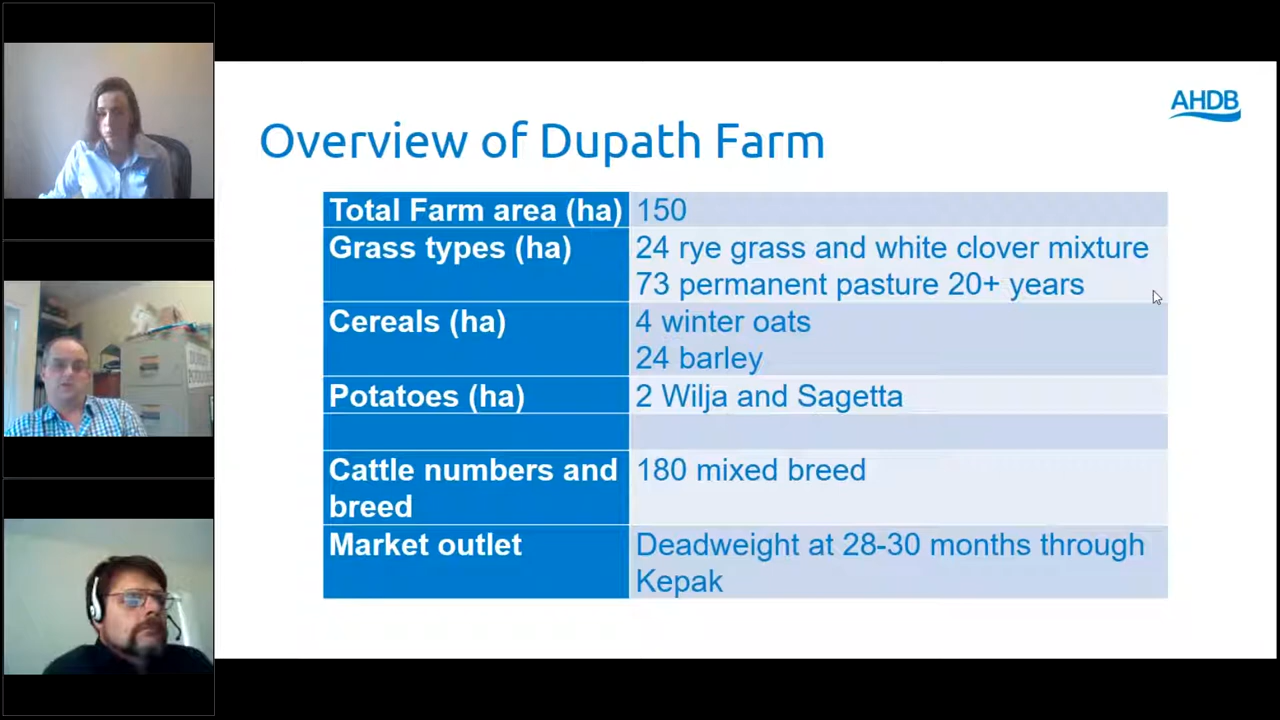 AHDB
Overview of Dupath Farm
Total Farm area (ha) 150
Grass types (ha) 24 rye grass and white clover mixture
73 permanent pasture 20+ years
Cereals (ha) 4 winter oats
24 barley
Potatoes (ha) 2 Wilja and Sagetta
Cattle numbers and 180 mixed breed
breed
Market outlet Deadweight at 28-30 months through
Kepak